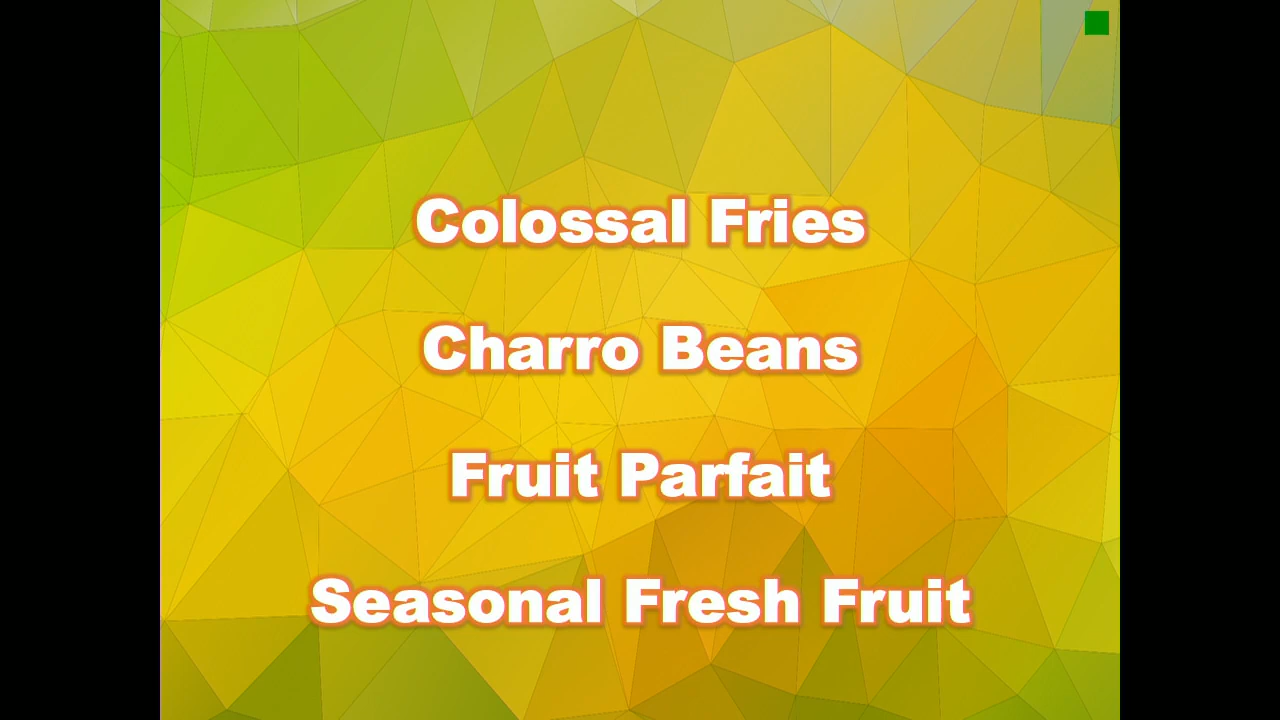 Colossal Fries
Charro Beans
Fruit Parfait
Seasonal Fresh Fruit